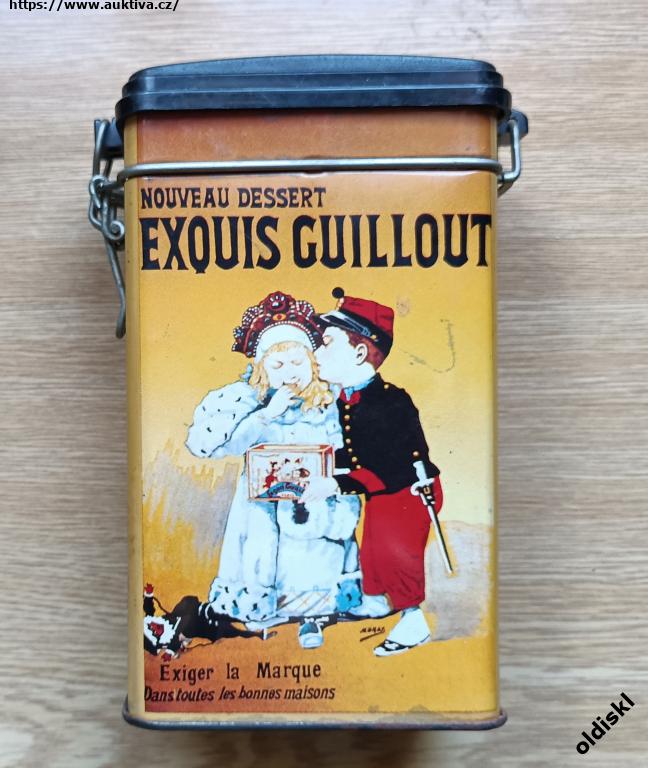 https://www.auktiva.cz/
NOUVEAU DESSERT
EXQUIS GUILLOUT
Exiger la Marque
Dans toutes les bonnes maisons
oldiskl